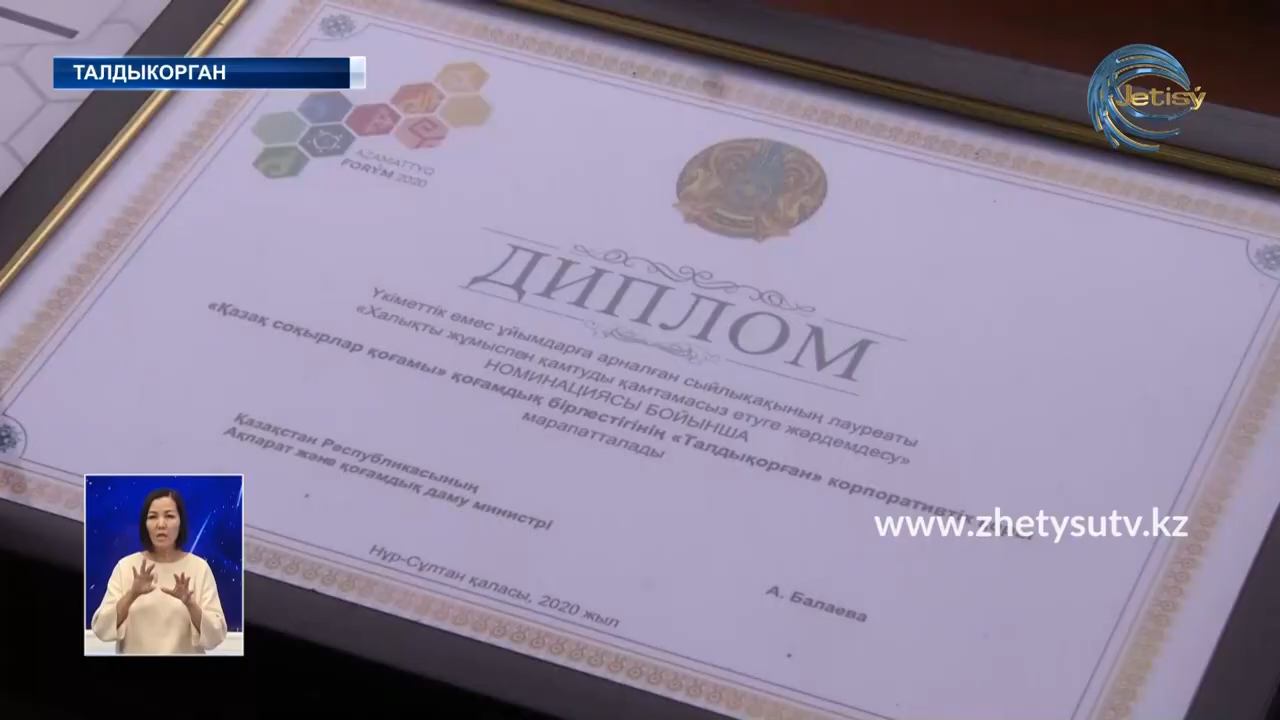 ТАЛДЫКОРГАН
Jetisý
AZAMATTYQ
FORÝM 2020
ДИПЛОМ
Үкіметтік емес ұйымдарға арналған сыйлықақының лауреаты
«Халықты жұмыспен қамтуды қамтамасыз етуге жәрдемдесу»
НОМИНАЦИЯСЫ БОЙЫНША
«Қазақ соқырлар қоғамы» қоғамдық бірлестігінің «Талдықорған» корпоративтік
марапатталады
Қазақстан Республикасының
Ақпарат және қоғамдық даму министрі
www.zhetysutv.kz
А. Балаева
Нұр-Сұлтан қаласы, 2020 жыл